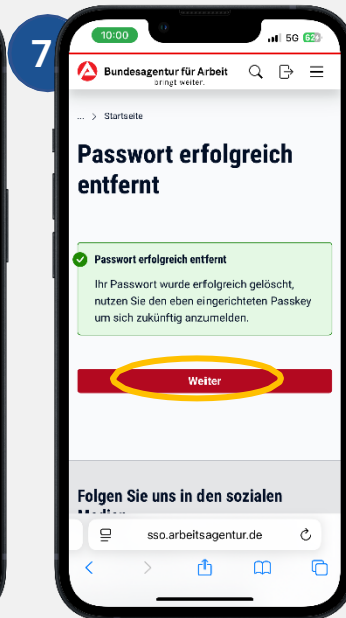 7
10:00
5G 62
Bundesagentur für Arbeit
bringt weiter.
... > Startseite
Passwort erfolgreich
entfernt
Passwort erfolgreich entfernt
Ihr Passwort wurde erfolgreich gelöscht,
nutzen Sie den eben eingerichteten Passkey
um sich zukünftig anzumelden.
Weiter
Folgen Sie uns in den sozialen
Medien
sso.arbeitsagentur.de